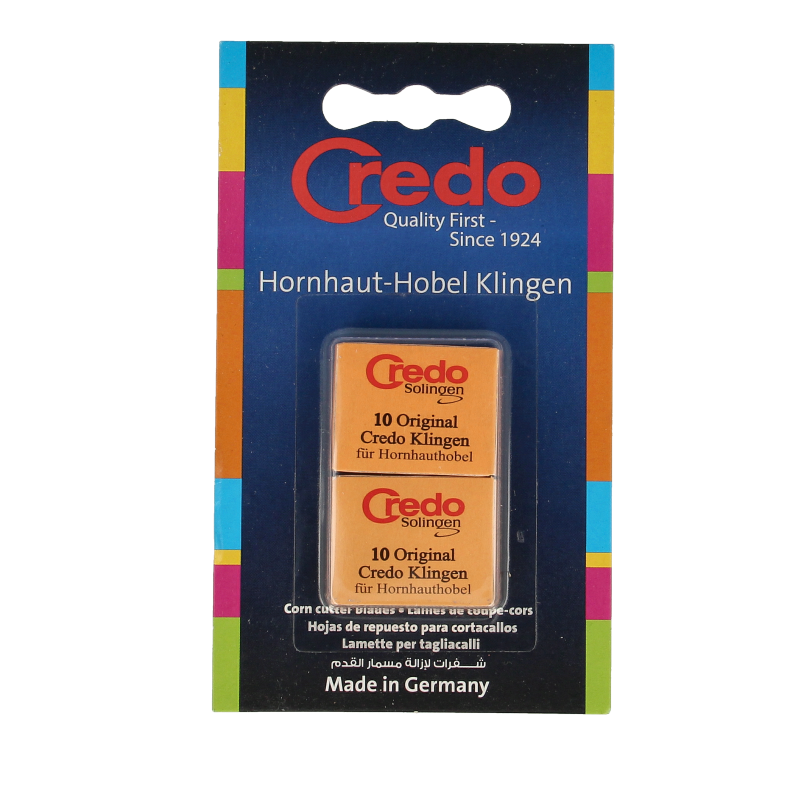 Credo
Quality First -
Since 1924
Hornhaut-Hobel Klingen
Credo
Solingen
10 Original
Credo Klingen
für Hornhauthobel
Credo
Solingen
10 Original
Credo Klingen
für Hornhauthobel
Corn cutter Blades • Lames de coupe-cors
Hojas de repuesto para cortacallos
Lamette per tagliacalli
شفرات لإزالة مسمار القدم
Made in Germany